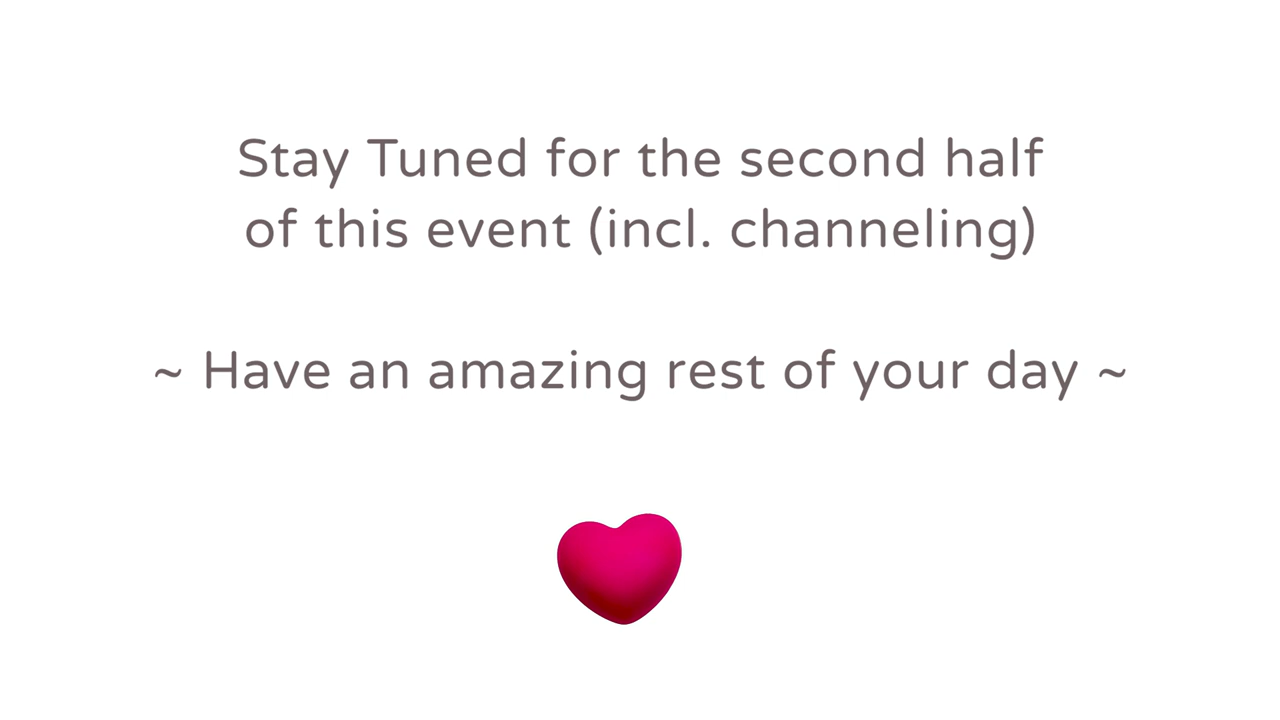 Stay Tuned for the second half
of this event (incl. channeling)
~ Have an amazing rest of your day ~